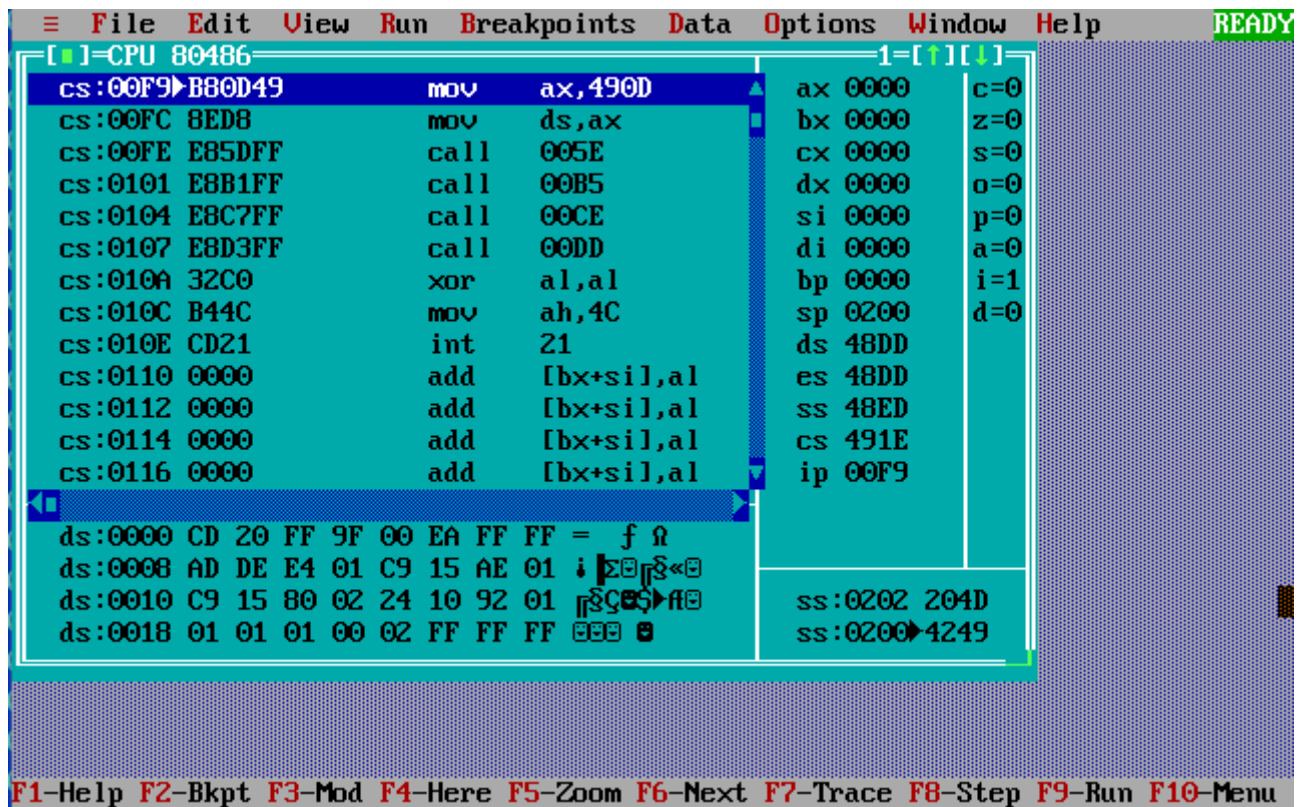 ≡ File Edit View Run Breakpoints Data Options Window Help READY
[■]=CPU 80486 1=[↑][↓]
cs:00F9►B80D49 mov ax,490D ax 0000 c=0
cs:00FC 8ED8 mov ds,ax bx 0000 z=0
cs:00FE E85DFF call 005E cx 0000 s=0
cs:0101 E8B1FF call 00B5 dx 0000 o=0
cs:0104 E8C7FF call 00CE si 0000 p=0
cs:0107 E8D3FF call 00DD di 0000 a=0
cs:010A 32C0 xor al,al bp 0000 i=1
cs:010C B44C mov ah,4C sp 0200 d=0
cs:010E CD21 int 21 ds 48DD
cs:0110 0000 add [bx+si],al es 48DD
cs:0112 0000 add [bx+si],al ss 48ED
cs:0114 0000 add [bx+si],al cs 491E
cs:0116 0000 add [bx+si],al ip 00F9
ds:0000 CD 20 FF 9F 00 EA FF FF = ƒ Ω
ds:0008 AD DE E4 01 C9 15 AE 01 ¡▐Σ☺╔§«☺
ds:0010 C9 15 80 02 24 10 92 01 ╔§Ç☻$►Æ☺ ss:0202 204D
ds:0018 01 01 01 00 02 FF FF FF ☺☺☺ ☻ ss:0200►4249
F1-Help F2-Bkpt F3-Mod F4-Here F5-Zoom F6-Next F7-Trace F8-Step F9-Run F10-Menu